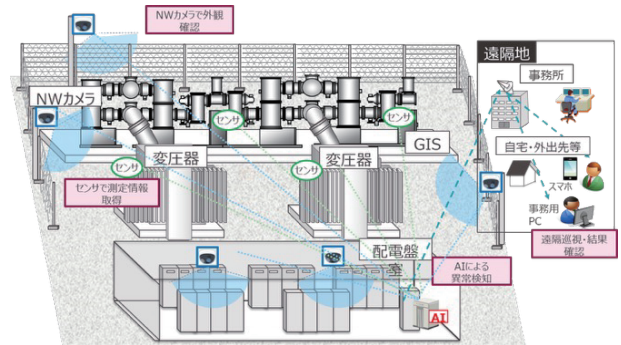 NWカメラで外観
確認
NWカメラ
センサ
センサ
GIS
変圧器
変圧器
センサ
センサ
センサで測定情報
取得
配電盤
室
AIによる
異常検知
AI
遠隔地
事務所
自宅・外出先等
スマホ
事務用
PC
遠隔巡視・結果
確認